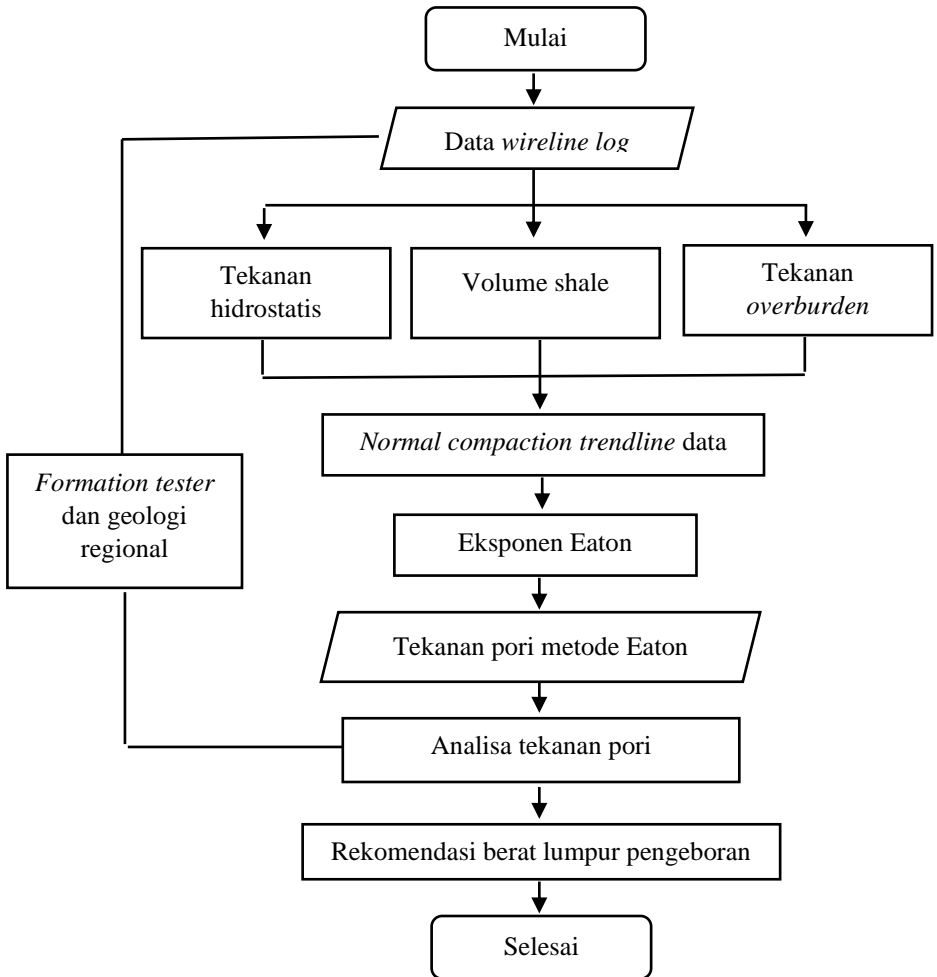 Mulai
Data wireline log
Tekanan
hidrostatis
Volume shale
Tekanan
overburden
Normal compaction trendline data
Formation tester
dan geologi
regional
Eksponen Eaton
Tekanan pori metode Eaton
Analisa tekanan pori
Rekomendasi berat lumpur pengeboran
Selesai